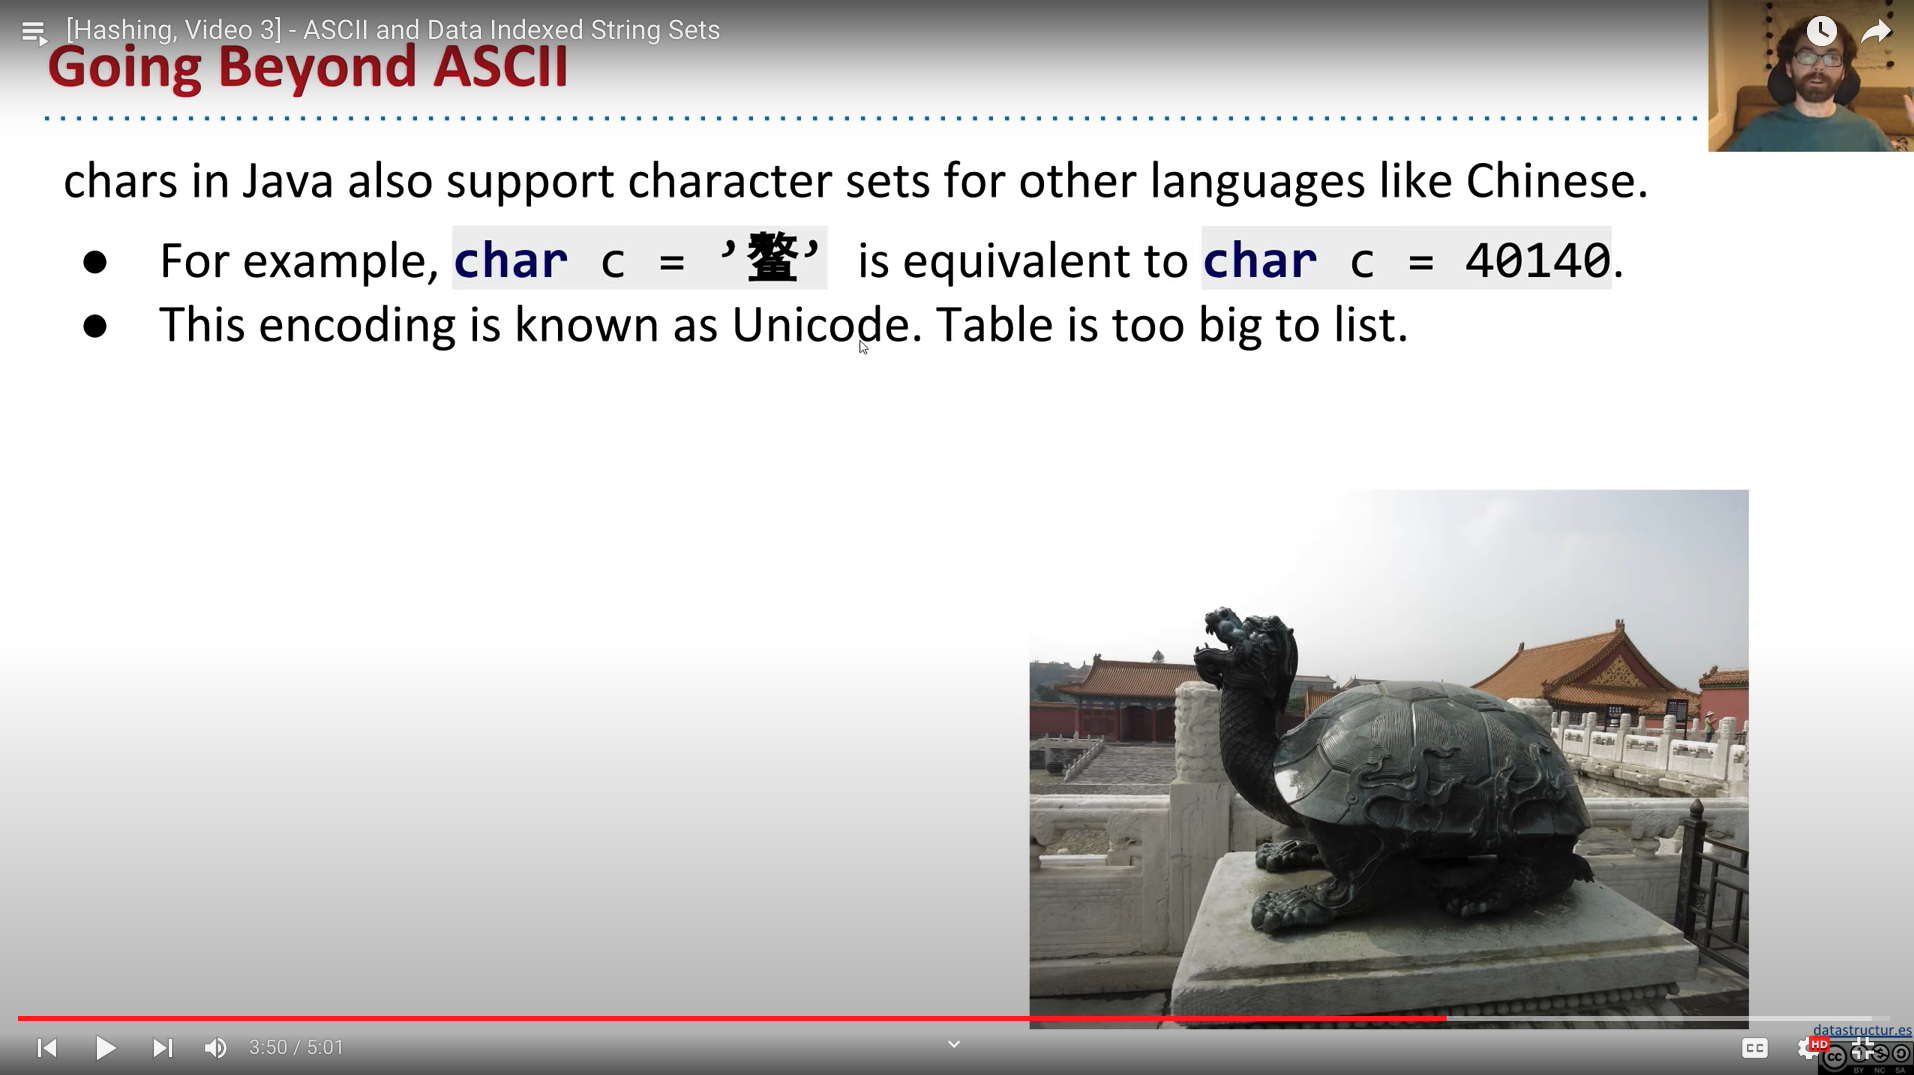 [Hashing, Video 3] - ASCII and Data Indexed String Sets
Going Beyond ASCII
chars in Java also support character sets for other languages like Chinese.
● For example, char c = ’鳌’ is equivalent to char c = 40140.
● This encoding is known as Unicode. Table is too big to list.
datastructur.es
3:50 / 5:01
CC
HD
cc
BY NC SA